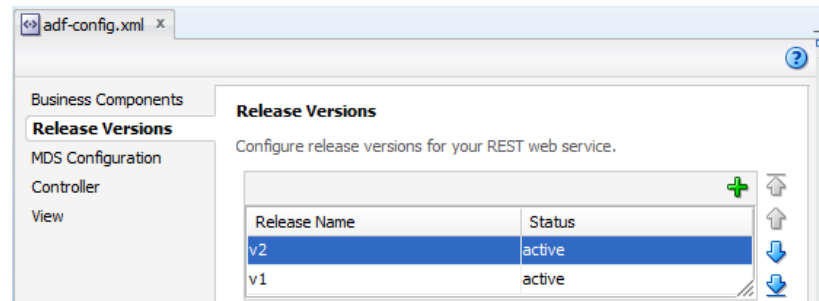 adf-config.xml x
?
Business Components
Release Versions
MDS Configuration
Controller
View
Release Versions
Configure release versions for your REST web service.
Release Name Status
v2 active
v1 active